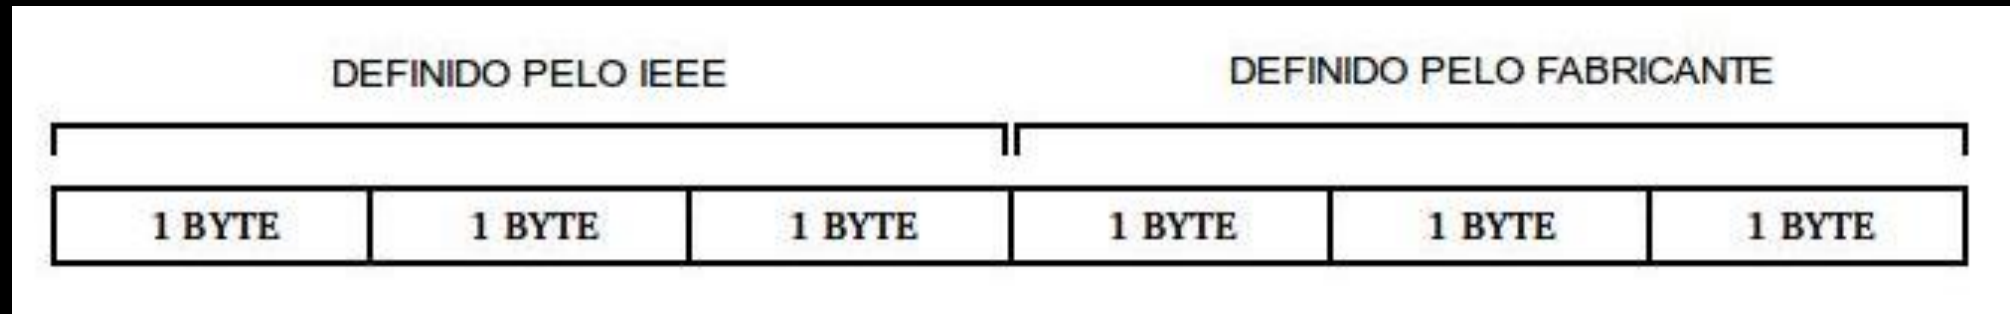 DEFINIDO PELO IEEE
DEFINIDO PELO FABRICANTE
1 BYTE 1 BYTE 1 BYTE 1 BYTE 1 BYTE 1 BYTE